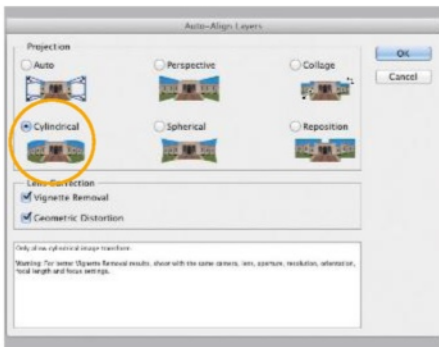 Auto-Align Layers
Projection
Auto
Perspective
Collage
OK
Cancel
Cylindrical
Spherical
Reposition
Lens Correction
Vignette Removal
Geometric Distortion
Only allow cylindrical image transform.
Warning: For better Vignette Removal results, shoot with the same camera, lens, aperture, resolution, orientation,
focal length and focus settings.